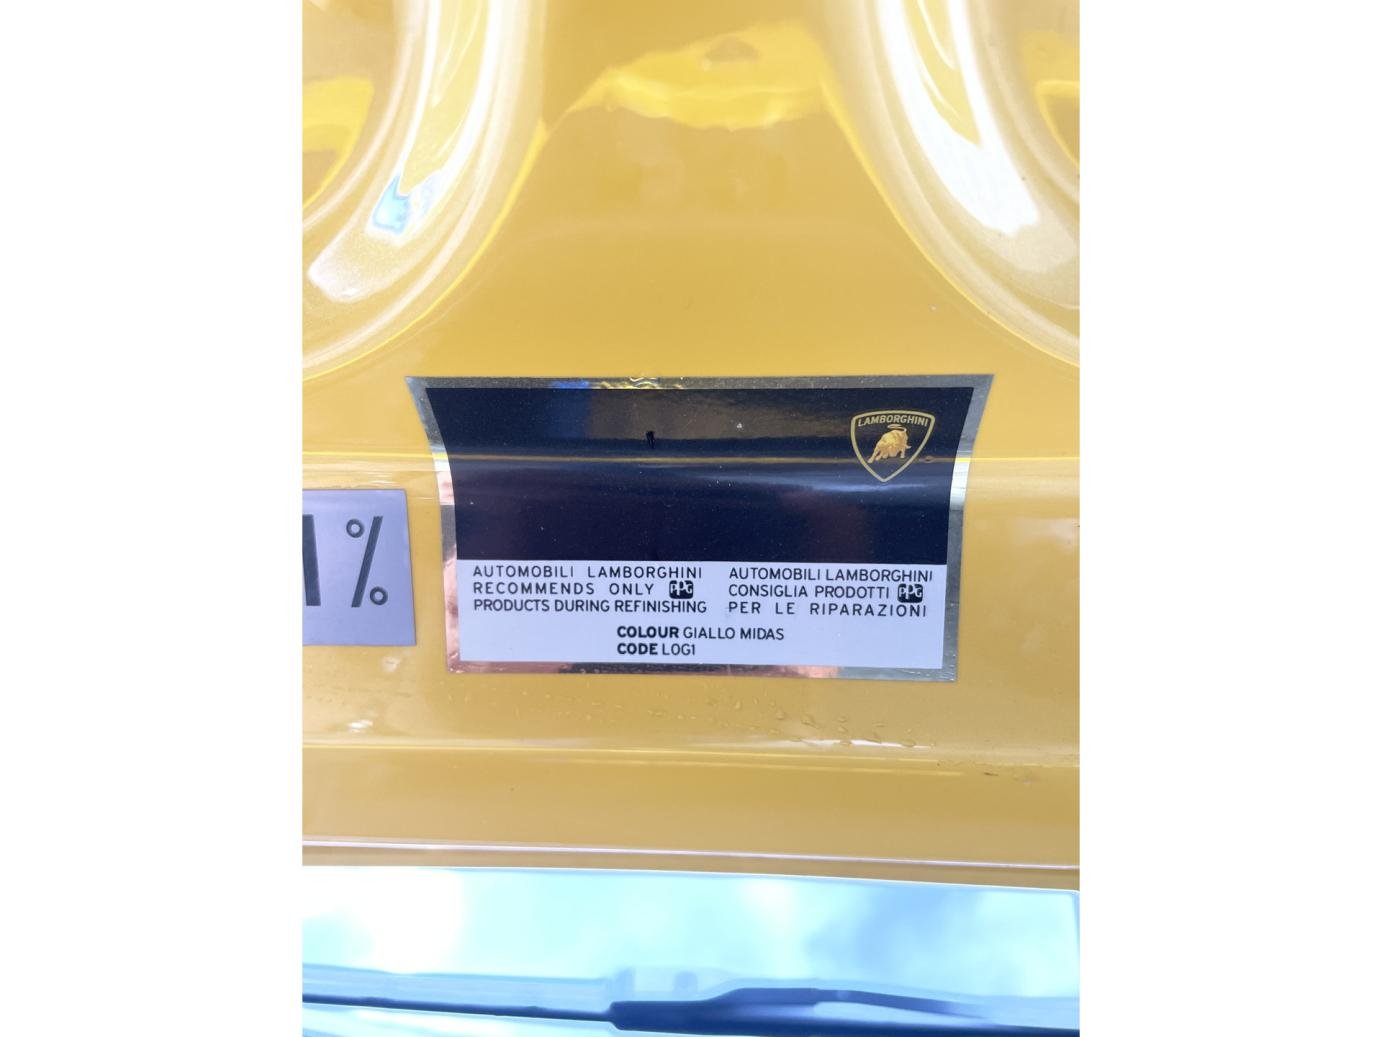 LAMBORGHINI
1%
AUTOMOBILI LAMBORGHINI
RECOMMENDS ONLY PPG
PRODUCTS DURING REFINISHING
AUTOMOBILI LAMBORGHINI
CONSIGLIA PRODOTTI PPG
PER LE RIPARAZIONI
COLOUR GIALLO MIDAS
CODE L0G1